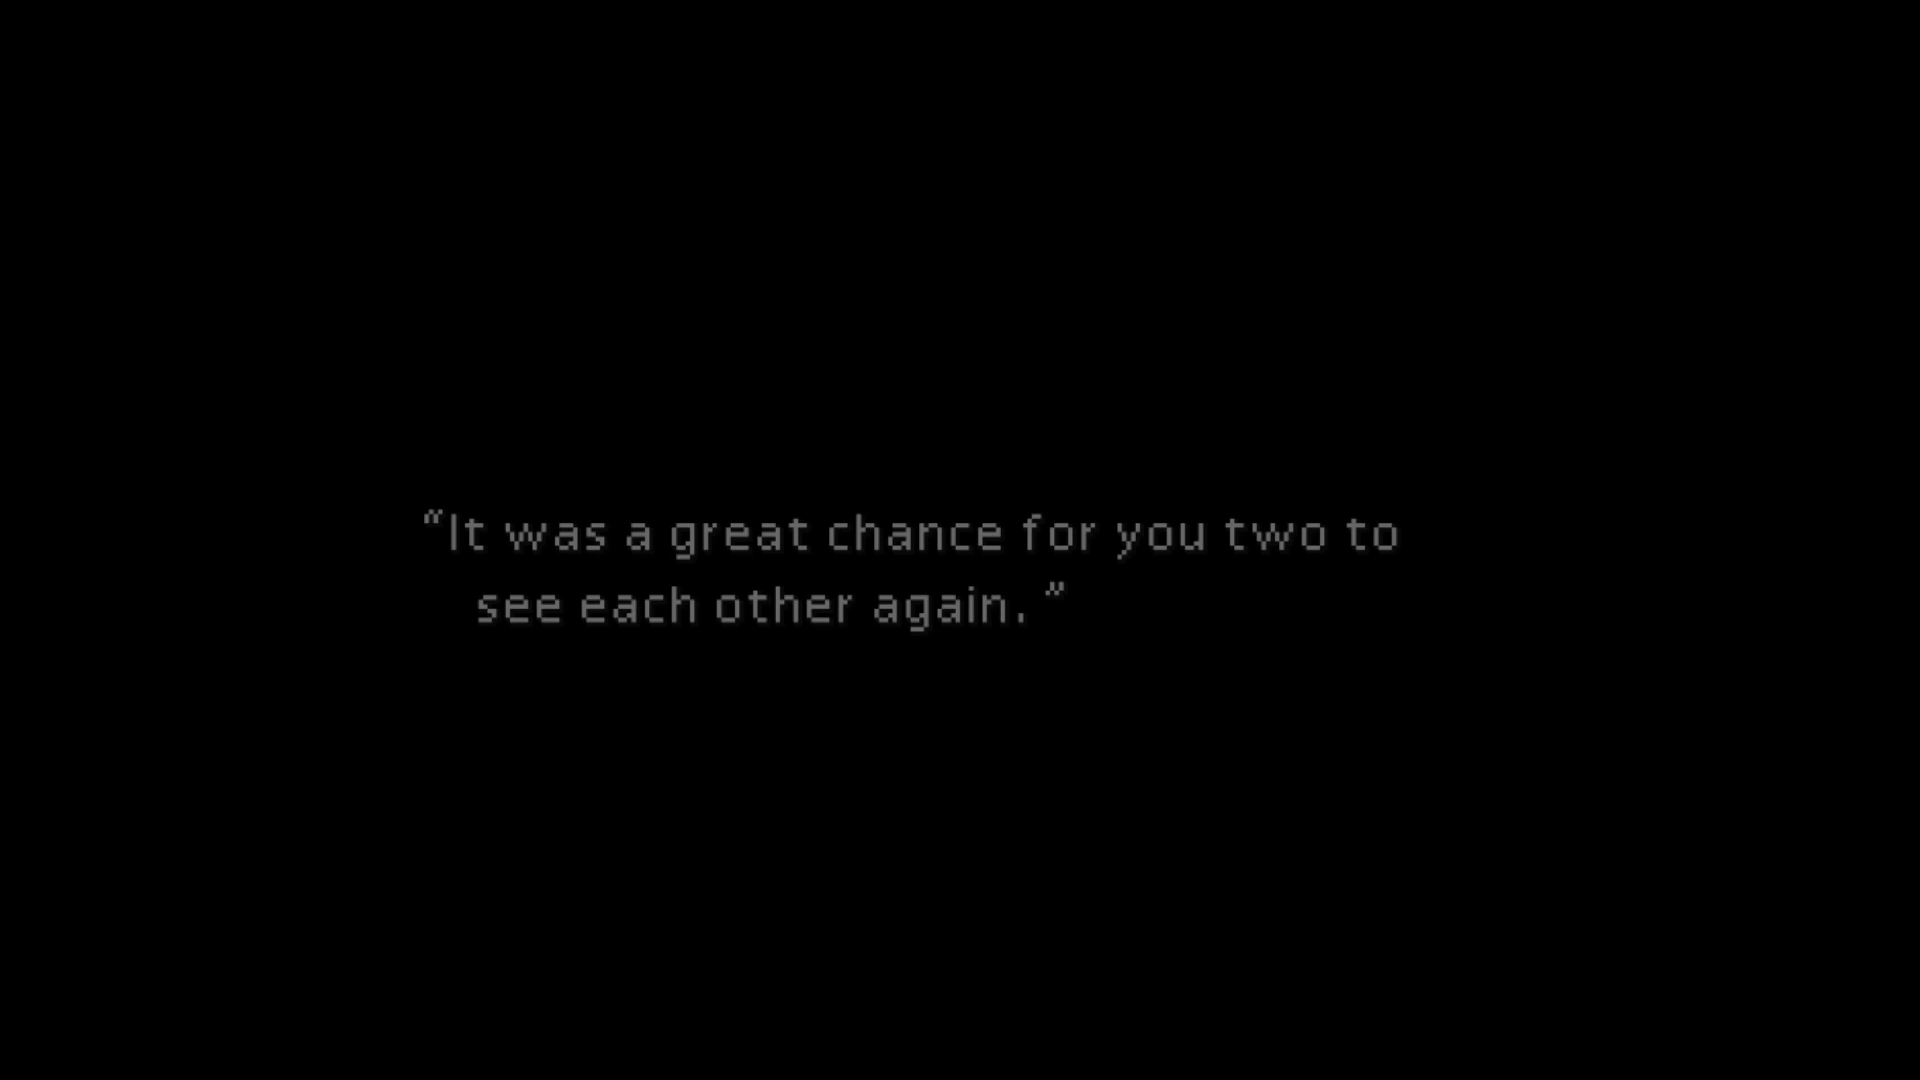 “It was a great chance for you two to
see each other again. ”